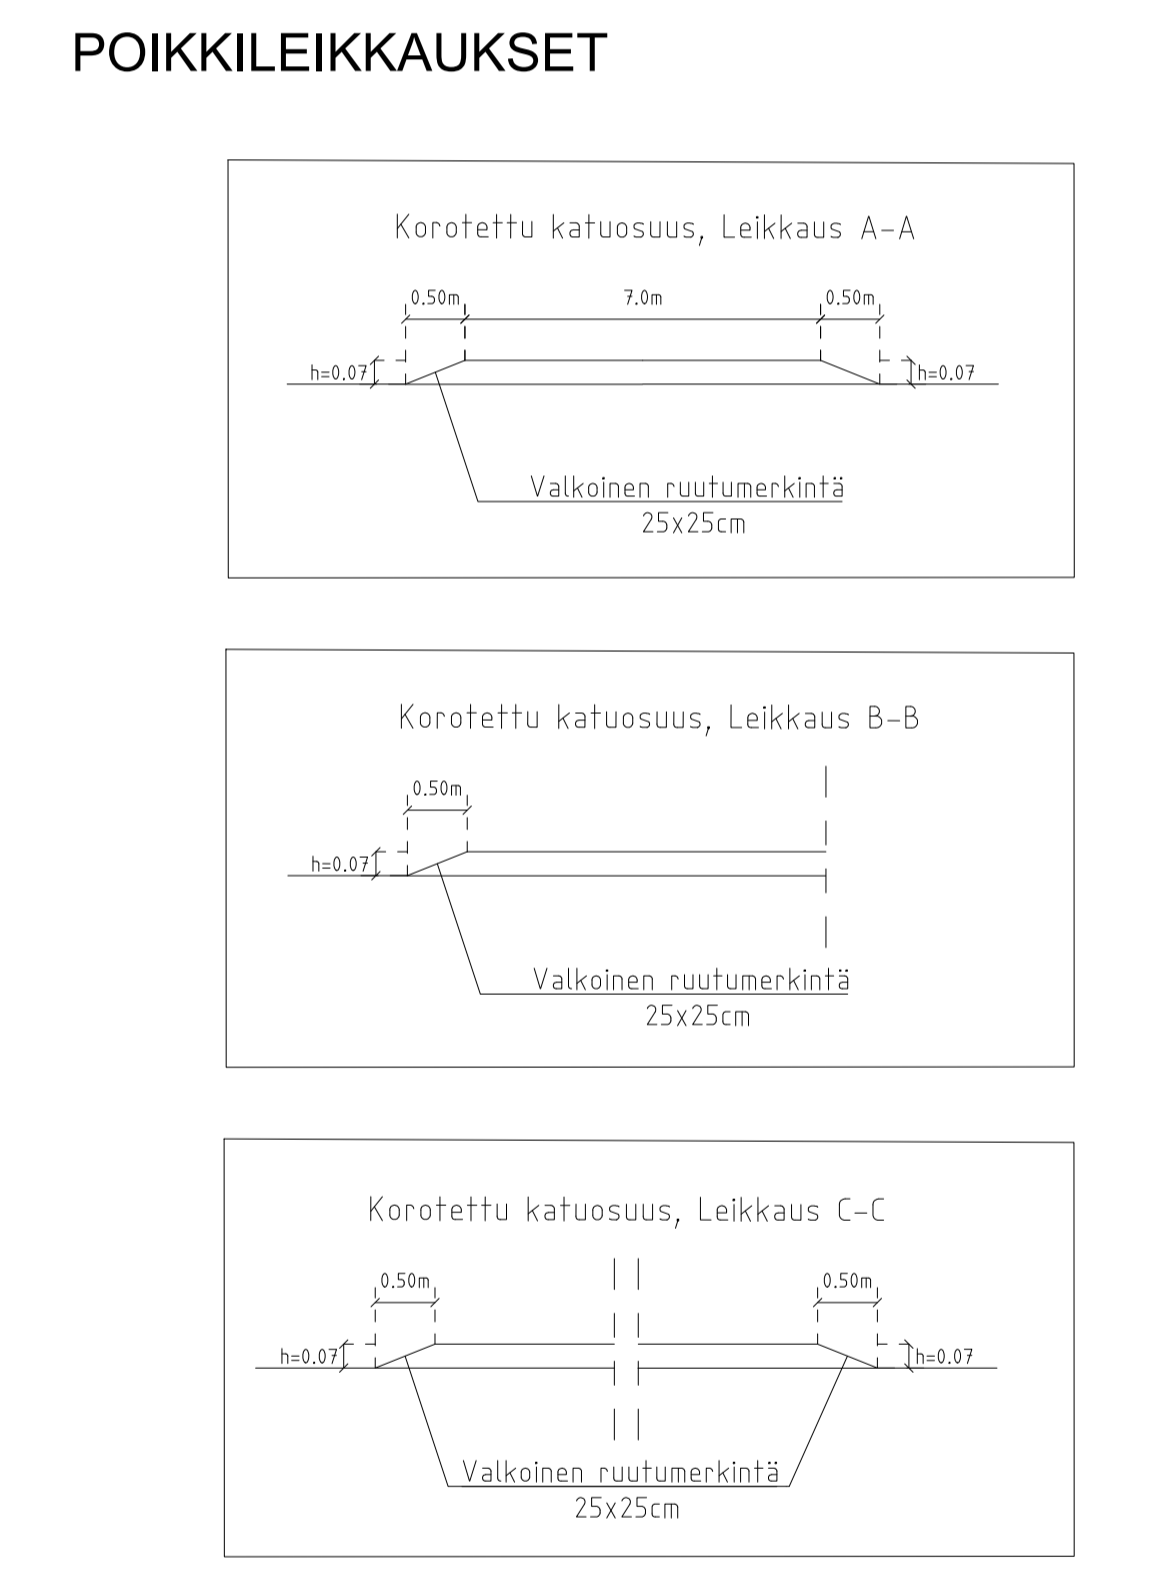 POIKKILEIKKAUKSET
Korotettu katuosuus, Leikkaus A-A
0.50m 7.0m 0.50m
h=0.07 h=0.07
Valkoinen ruutumerkintä
25x25cm
Korotettu katuosuus, Leikkaus B-B
0.50m
h=0.07
Valkoinen ruutumerkintä
25x25cm
Korotettu katuosuus, Leikkaus C-C
0.50m 0.50m
h=0.07 h=0.07
Valkoinen ruutumerkintä
25x25cm